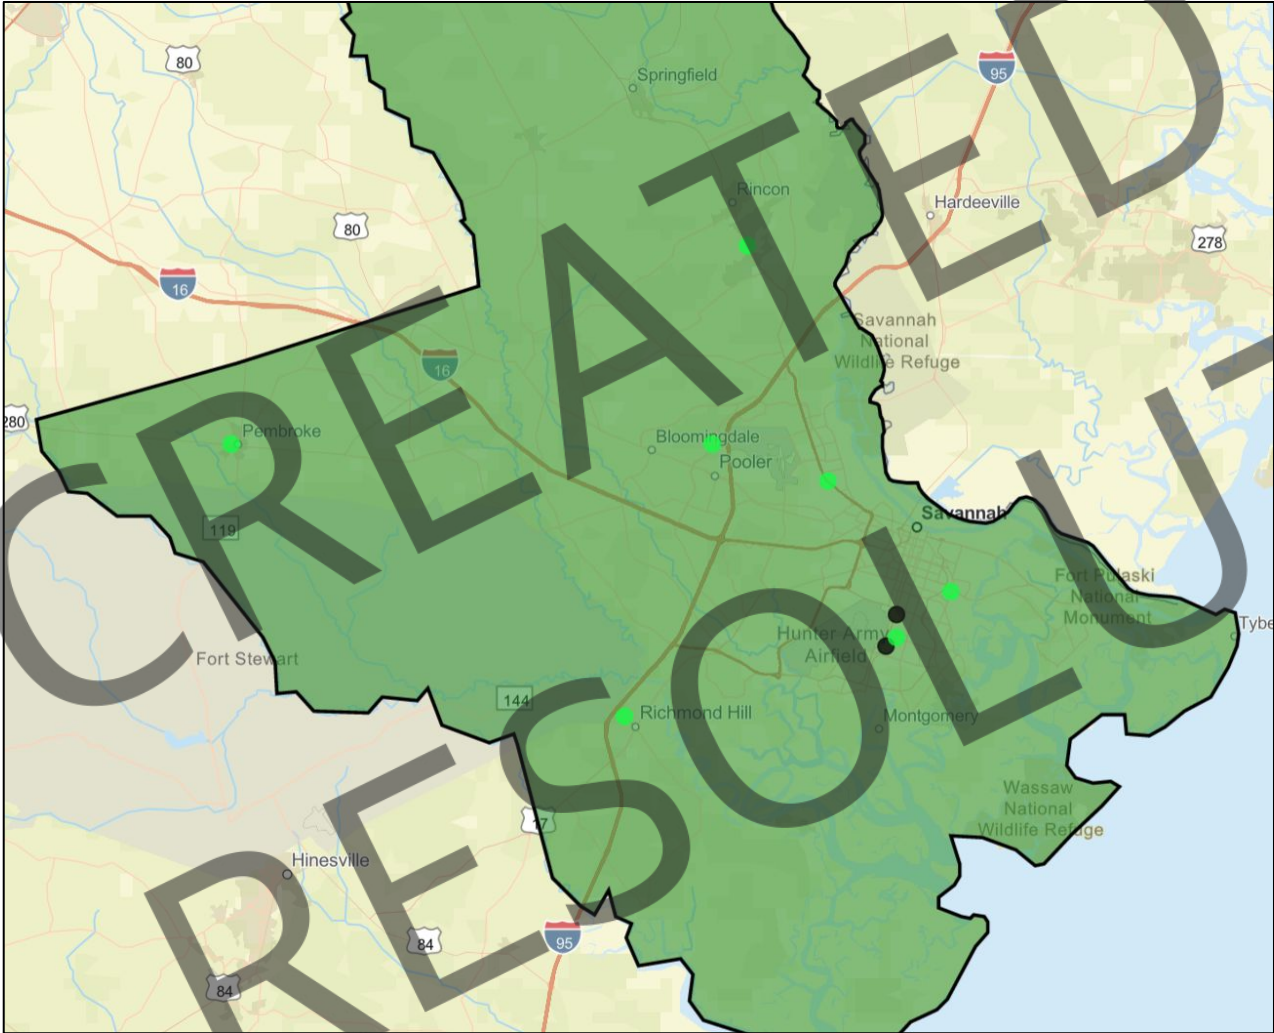 80
Springfield
95
Rincon
Hardeeville
80
278
16
Savannah
National
Wildlife Refuge
16
280
Pembroke
Bloomingdale
Pooler
119
Savannah
Fort Pulaski
National
Monument
Tybe
Hunter Army
Airfield
Fort Stewart
144
Richmond Hill
Montgomery
Wassaw
National
Wildlife Refuge
17
Hinesville
84
95
84
CREATED
RESOLUT